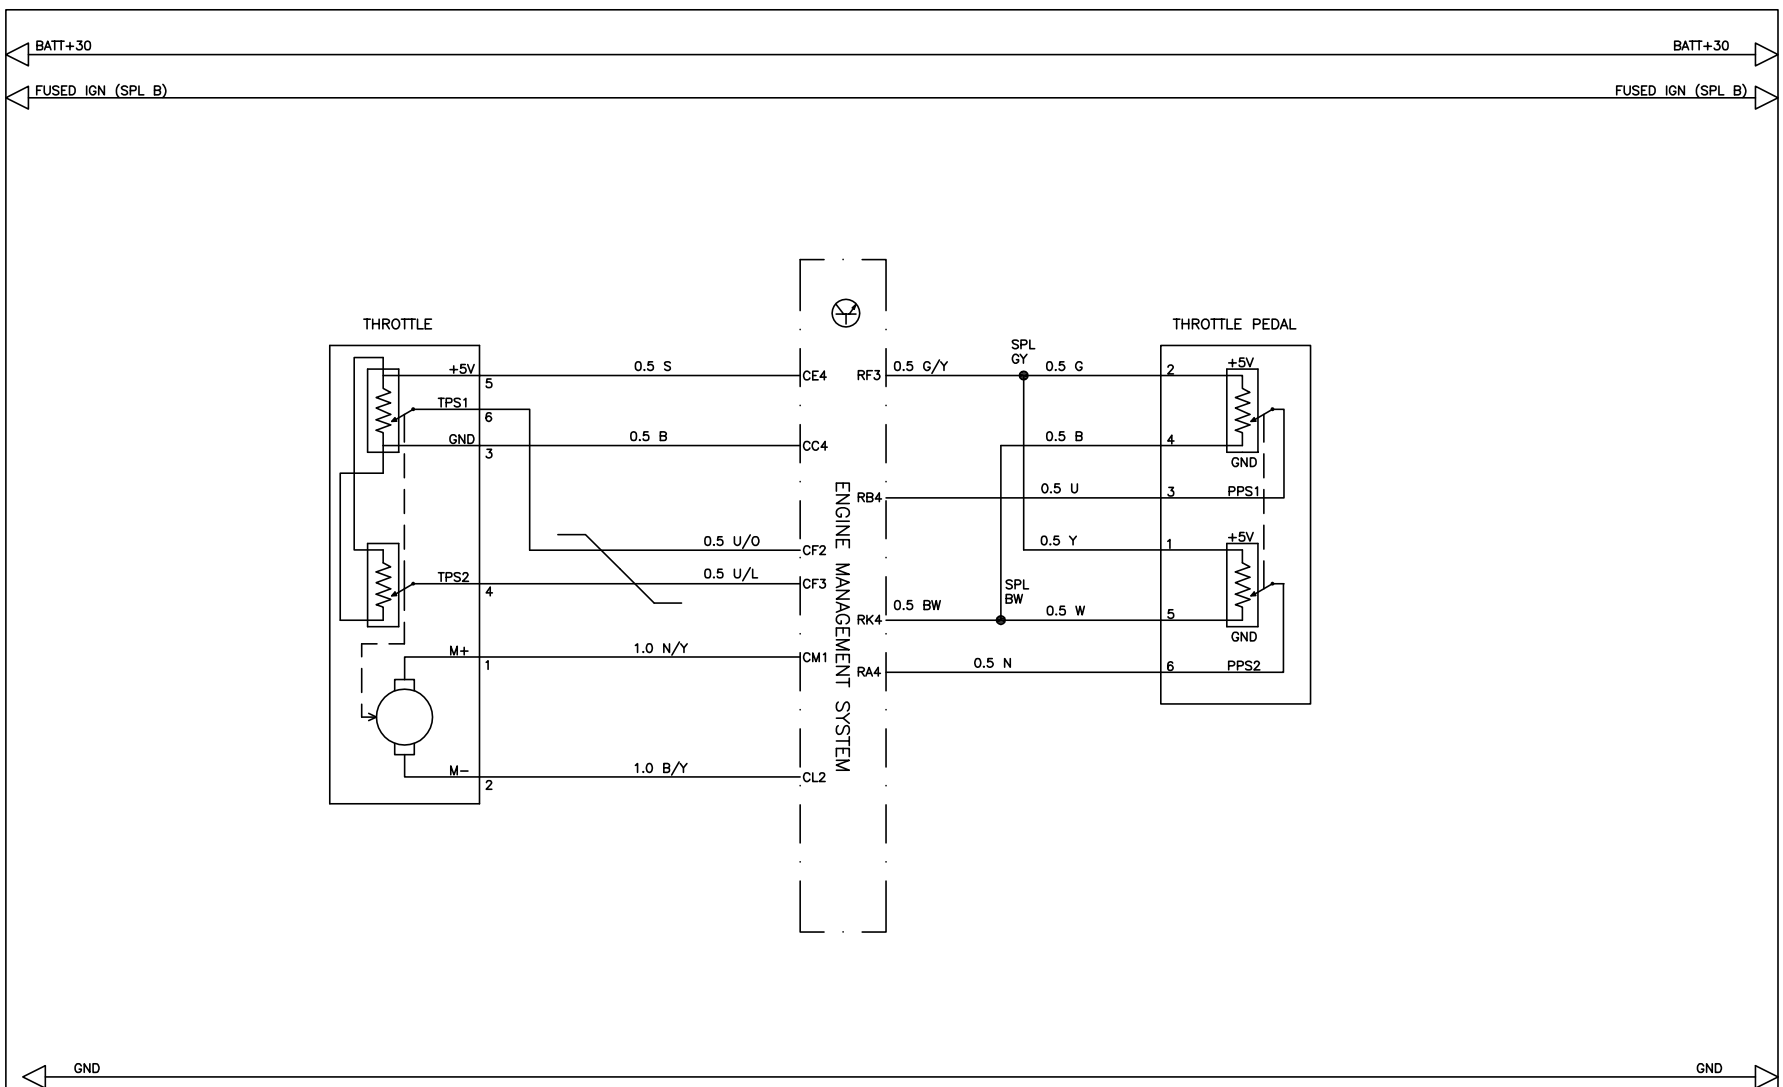 BATT+30
BATT+30
FUSED IGN (SPL B)
FUSED IGN (SPL B)
THROTTLE
THROTTLE PEDAL
SPL
GY
+5V
5
0.5 S
CE4
RF3
0.5 G/Y
0.5 G
2
+5V
TPS1
6
GND
3
0.5 B
CC4
0.5 B
4
GND
RB4
0.5 U
3
PPS1
ENGINE MANAGEMENT SYSTEM
0.5 U/O
CF2
0.5 Y
1
+5V
TPS2
4
0.5 U/L
CF3
SPL
BW
RK4
0.5 BW
0.5 W
5
GND
M+
1
1.0 N/Y
CM1
RA4
0.5 N
6
PPS2
M-
2
1.0 B/Y
CL2
GND
GND